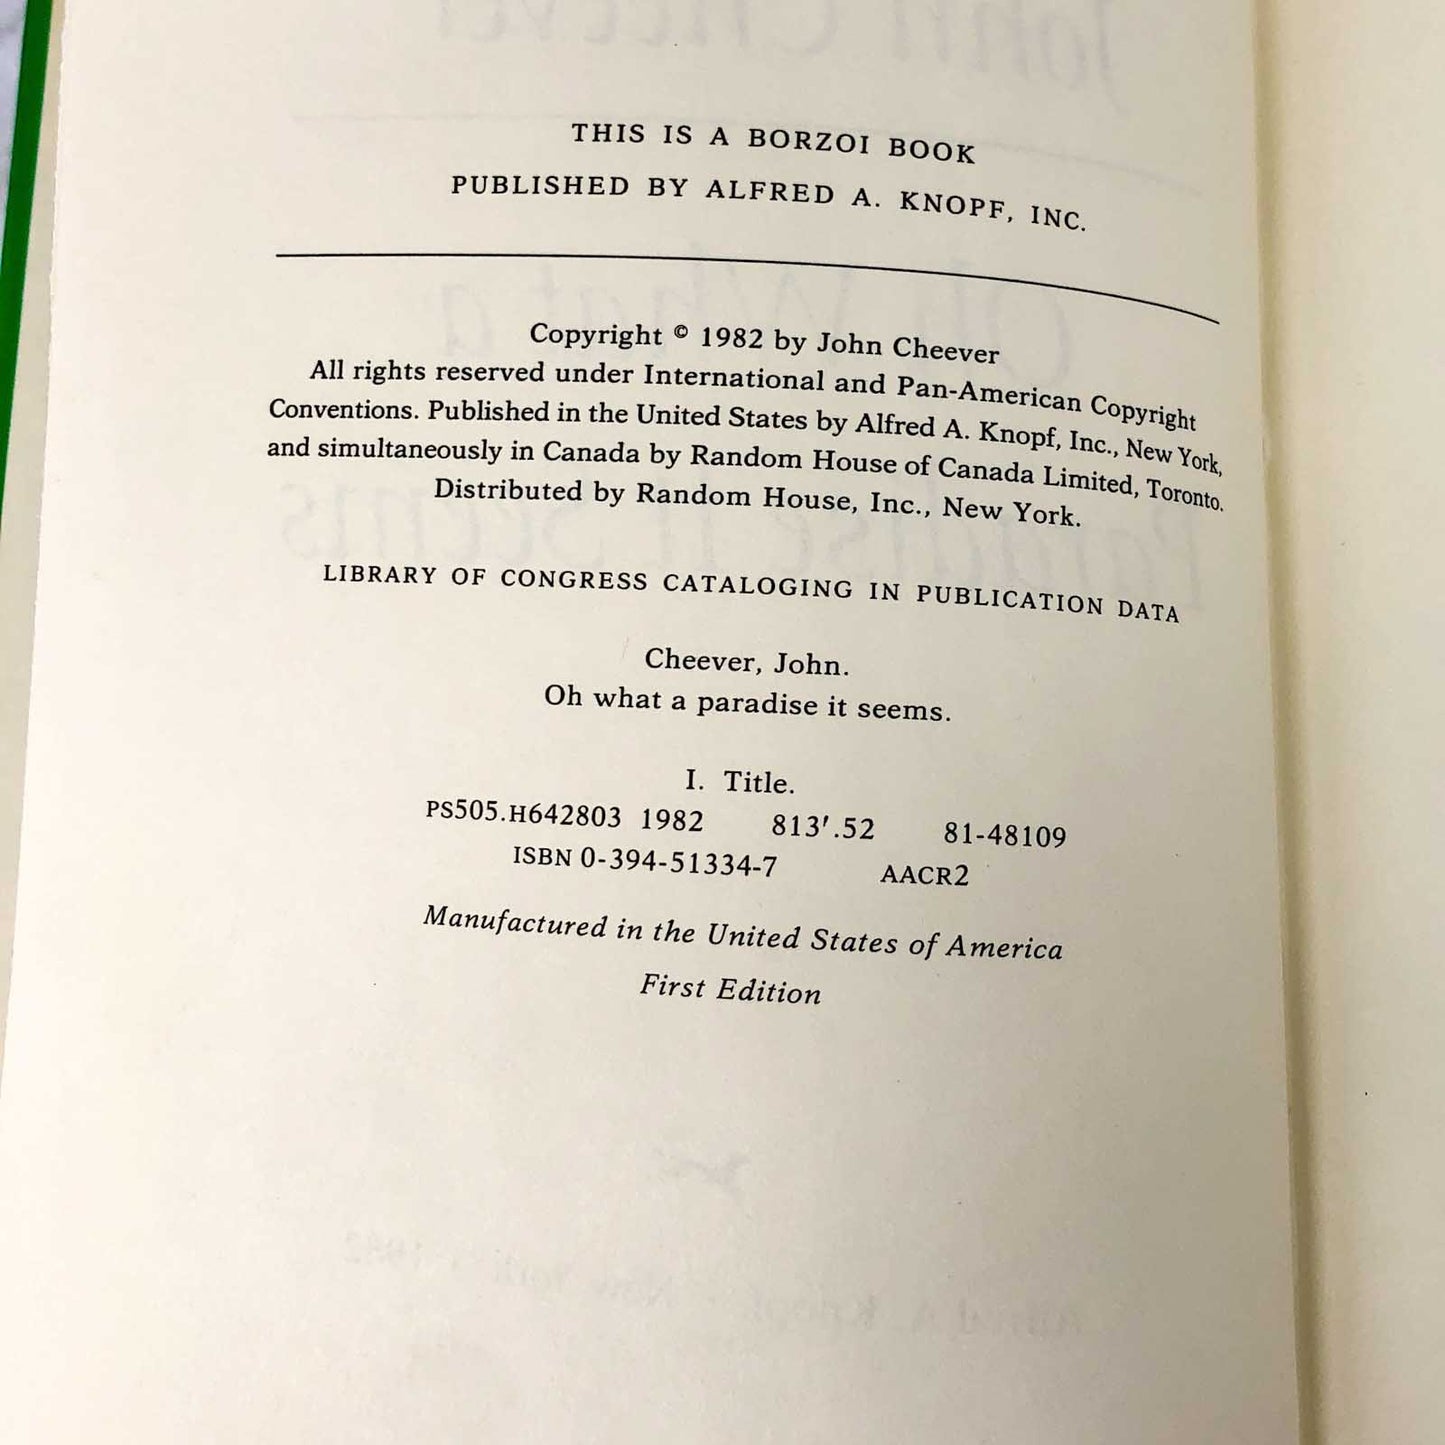 THIS IS A BORZOI BOOK
PUBLISHED BY ALFRED A. KNOPF, INC.
Copyright © 1982 by John Cheever
All rights reserved under International and Pan-American Copyright
Conventions. Published in the United States by Alfred A. Knopf, Inc., New York,
and simultaneously in Canada by Random House of Canada Limited, Toronto.
Distributed by Random House, Inc., New York.
LIBRARY OF CONGRESS CATALOGING IN PUBLICATION DATA
Cheever, John.
Oh what a paradise it seems.
I. Title.
PS505.H642803 1982 813'.52 81-48109
ISBN 0-394-51334-7 AACR2
Manufactured in the United States of America
First Edition